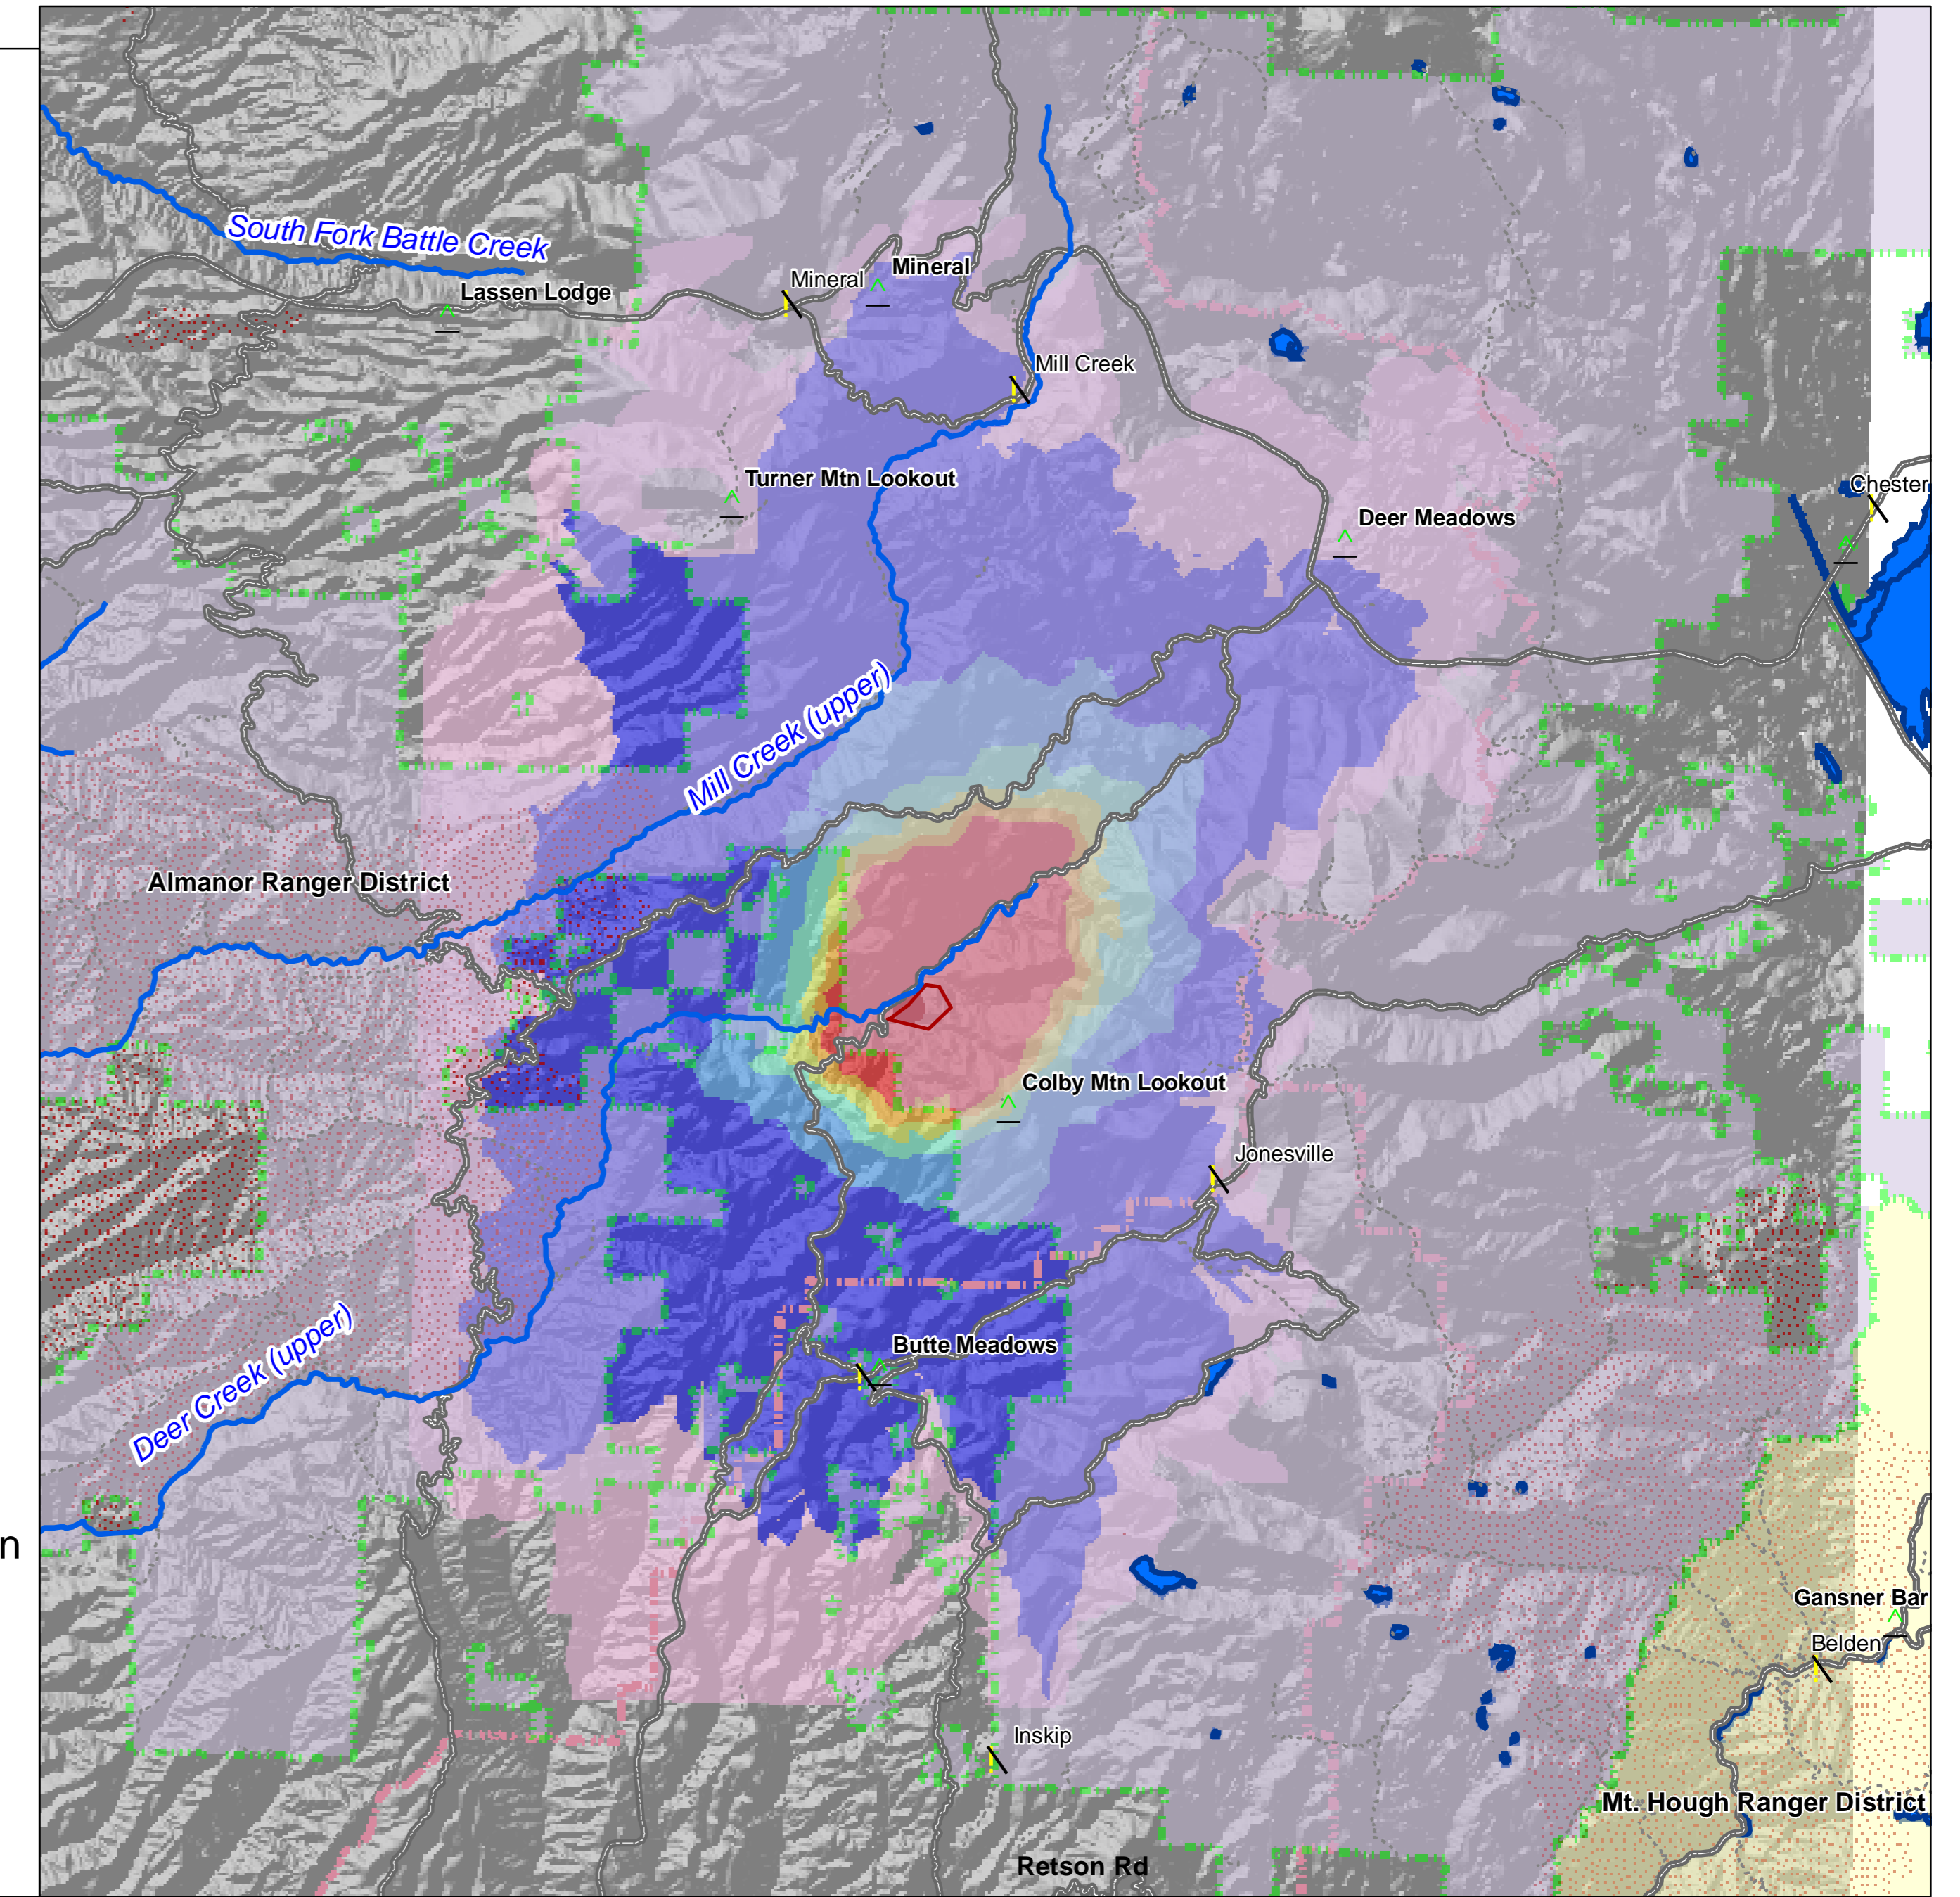 South Fork Battle Creek
Lassen Lodge
Mineral
Mineral
Mill Creek
Turner Mtn Lookout
Deer Meadows
Chester
Mill Creek (upper)
Almanor Ranger District
Colby Mtn Lookout
Jonesville
Deer Creek (upper)
Butte Meadows
n
Gansner Bar
Belden
Inskip
Mt. Hough Ranger District
Retson Rd